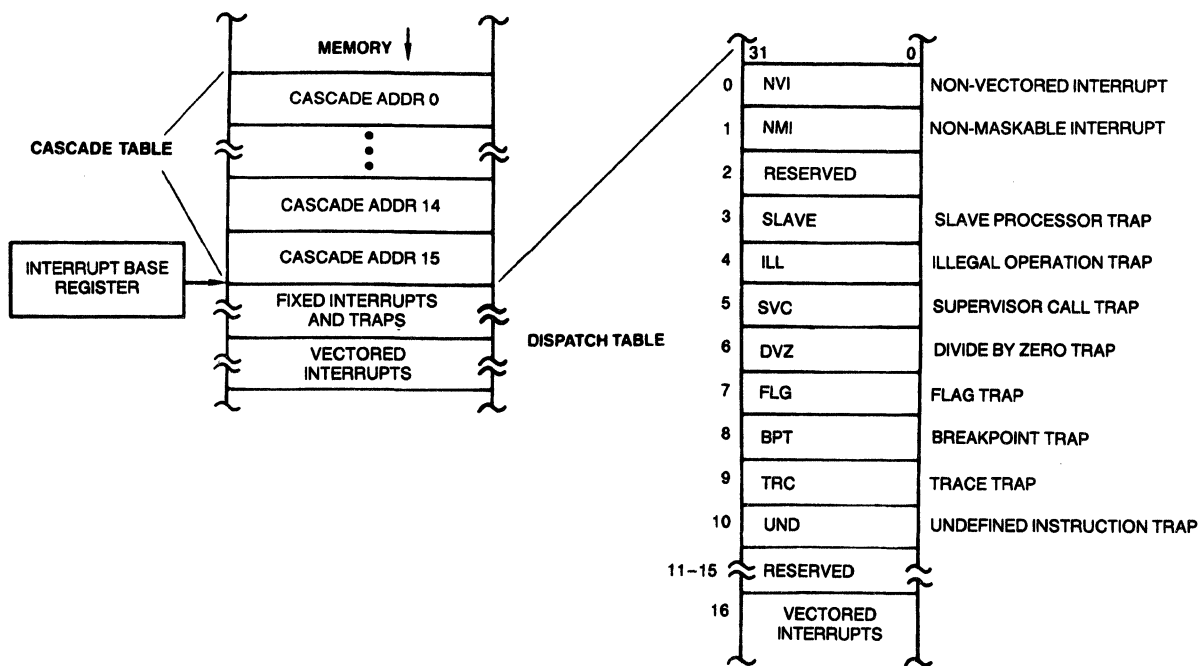 MEMORY
CASCADE ADDR 0
CASCADE TABLE
CASCADE ADDR 14
CASCADE ADDR 15
INTERRUPT BASE
REGISTER
FIXED INTERRUPTS
AND TRAPS
VECTORED
INTERRUPTS
DISPATCH TABLE
31 0
0 NVI NON-VECTORED INTERRUPT
1 NMI NON-MASKABLE INTERRUPT
2 RESERVED
3 SLAVE SLAVE PROCESSOR TRAP
4 ILL ILLEGAL OPERATION TRAP
5 SVC SUPERVISOR CALL TRAP
6 DVZ DIVIDE BY ZERO TRAP
7 FLG FLAG TRAP
8 BPT BREAKPOINT TRAP
9 TRC TRACE TRAP
10 UND UNDEFINED INSTRUCTION TRAP
11-15 RESERVED
16 VECTORED
INTERRUPTS